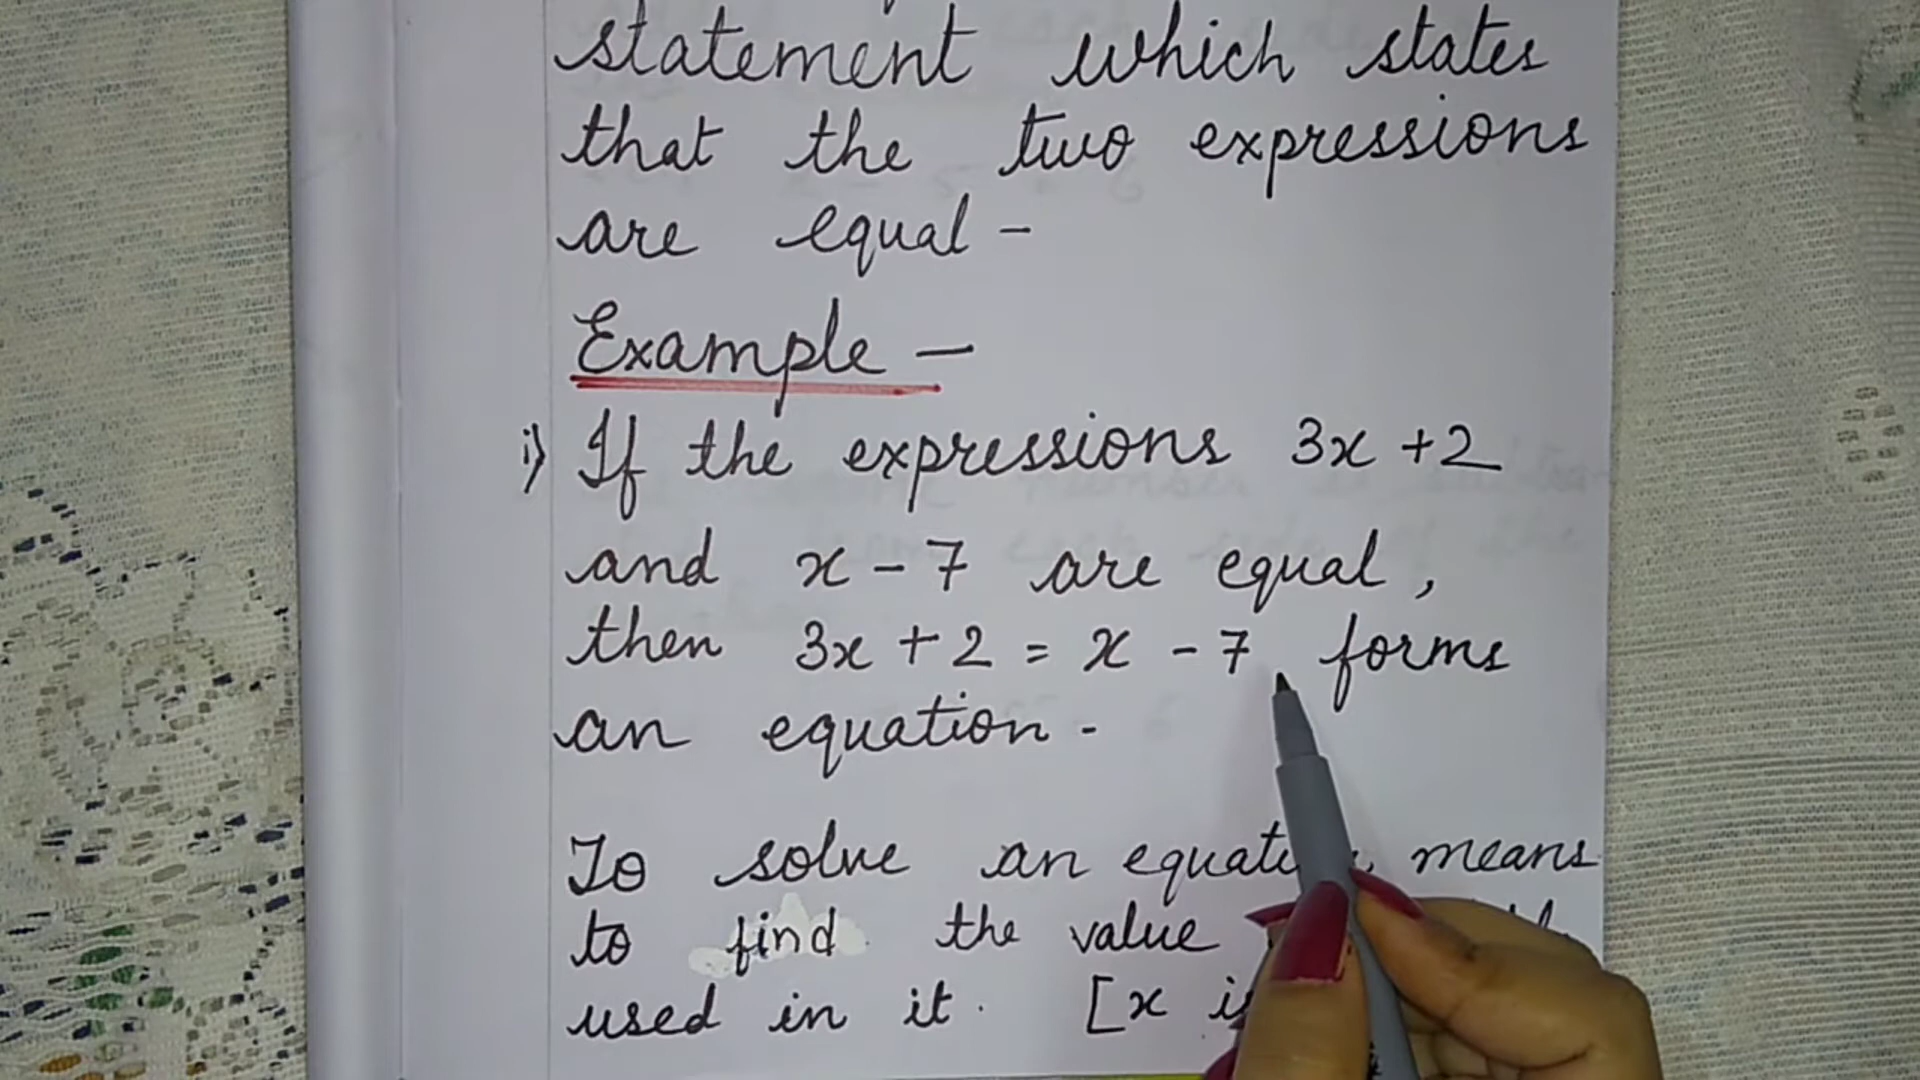 statement which states
that the two expressions
are equal -
Example -
i) If the expressions 3x + 2
and x - 7 are equal,
then 3x + 2 = x - 7 forms
an equation -
To solve an means
to find the value
used in it. [x is